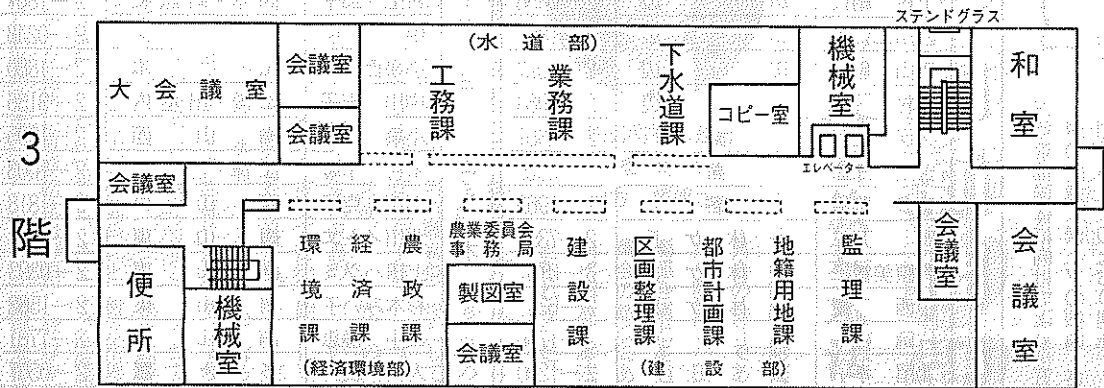 3階
ステンドグラス
大会議室
会議室
会議室
(水道部)
工務課
業務課
下水道課
コピー室
機械室
エレベーター
和室
会議室
便所
機械室
環境課
経済課
農政課
(経済環境部)
農業委員会
事務局
製図室
会議室
建設課
区画整理課
都市計画課
地籍用地課
監理課
(建設部)
会議室
会議室